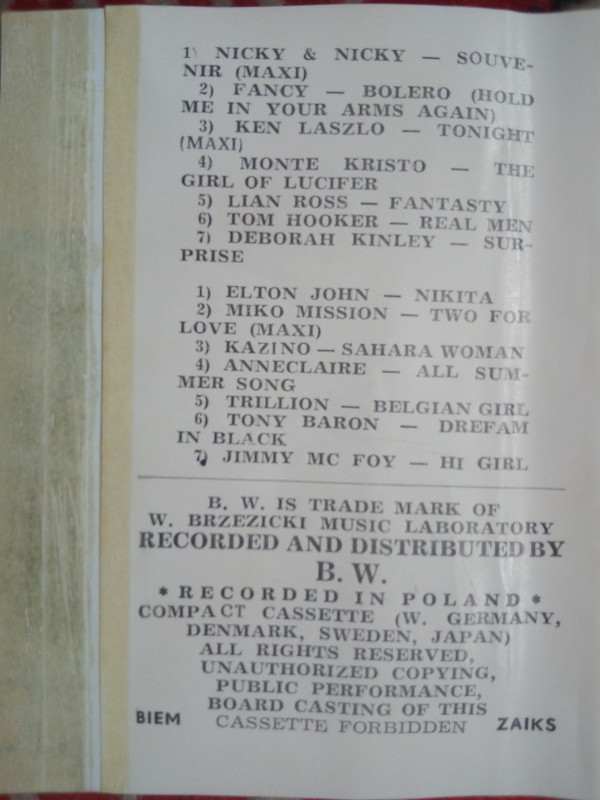 1) NICKY & NICKY — SOUVE-
NIR (MAXI)
2) FANCY — BOLERO (HOLD
ME IN YOUR ARMS AGAIN)
3) KEN LASZLO — TONIGHT
(MAXI)
4) MONTE KRISTO — THE
GIRL OF LUCIFER
5) LIAN ROSS — FANTASTY
6) TOM HOOKER — REAL MEN
7) DEBORAH KINLEY — SUR-
PRISE
1) ELTON JOHN — NIKITA
2) MIKO MISSION — TWO FOR
LOVE (MAXI)
3) KAZINO — SAHARA WOMAN
4) ANNECLAIRE — ALL SUM-
MER SONG
5) TRILLION — BELGIAN GIRL
6) TONY BARON — DREFAM
IN BLACK
7) JIMMY MC FOY — HI GIRL
B. W. IS TRADE MARK OF
W. BRZEZICKI MUSIC LABORATORY
RECORDED AND DISTRIBUTED BY
B. W.
* RECORDED IN POLAND *
COMPACT CASSETTE (W. GERMANY,
DENMARK, SWEDEN, JAPAN)
ALL RIGHTS RESERVED,
UNAUTHORIZED COPYING,
PUBLIC PERFORMANCE,
BOARD CASTING OF THIS
BIEM CASSETTE FORBIDDEN ZAIKS